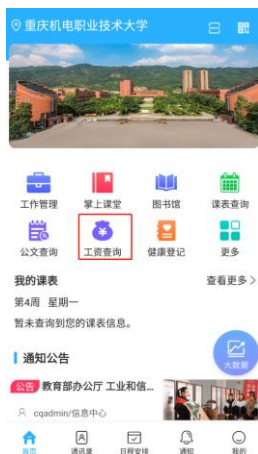 重庆机电职业技术大学
工作管理 掌上课堂 图书馆 课表查询
公文查询 工资查询 健康登记 更多
我的课表 查看更多>
第4周 星期一
暂未查询到您的课表信息。
大数据
通知公告
公告 教育部办公厅 工业和信...
cqadmin/信息中心
首页 通讯录 日程安排 通知 我的